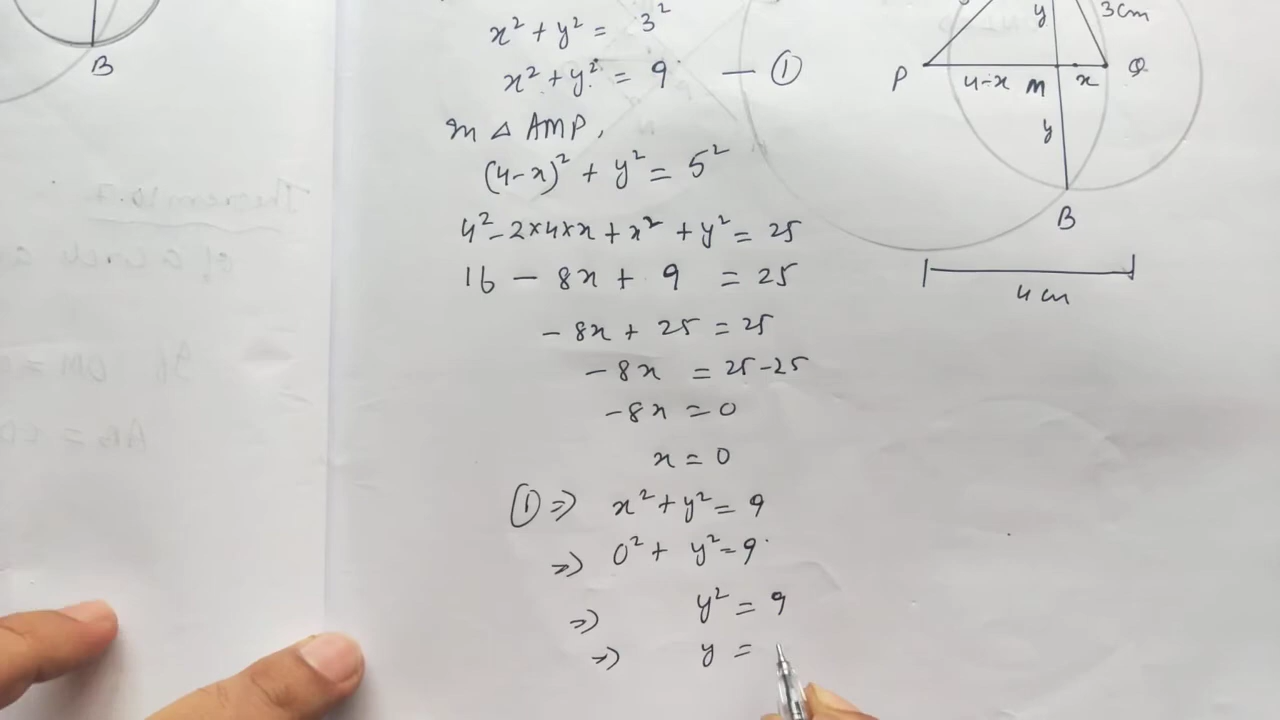 B
x² + y² = 3²
x² + y² = 9 — ①
In △ AMP,
(4-x)² + y² = 5²
4² - 2×4×x + x² + y² = 25
16 - 8x + 9 = 25
-8x + 25 = 25
-8x = 25-25
-8x = 0
x = 0
① ⇒ x² + y² = 9
⇒ 0² + y² = 9
⇒ y² = 9
⇒ y =
y
3cm
P
4-x
M
x
Q
y
B
4 cm